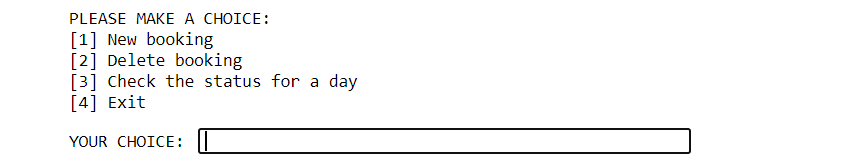 PLEASE MAKE A CHOICE:
[1] New booking
[2] Delete booking
[3] Check the status for a day
[4] Exit
YOUR CHOICE: